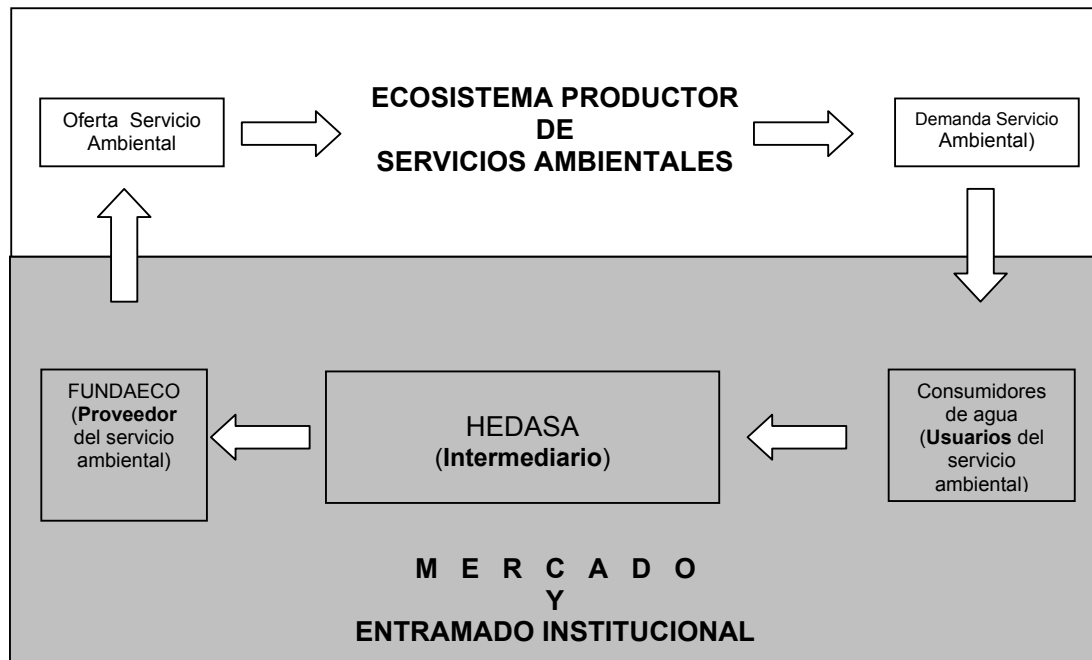 Oferta Servicio
Ambiental
ECOSISTEMA PRODUCTOR
DE
SERVICIOS AMBIENTALES
Demanda Servicio
Ambiental)
FUNDAECO
(Proveedor
del servicio
ambiental)
HEDASA
(Intermediario)
Consumidores
de agua
(Usuarios del
servicio
ambiental)
M E R C A D O
Y
ENTRAMADO INSTITUCIONAL